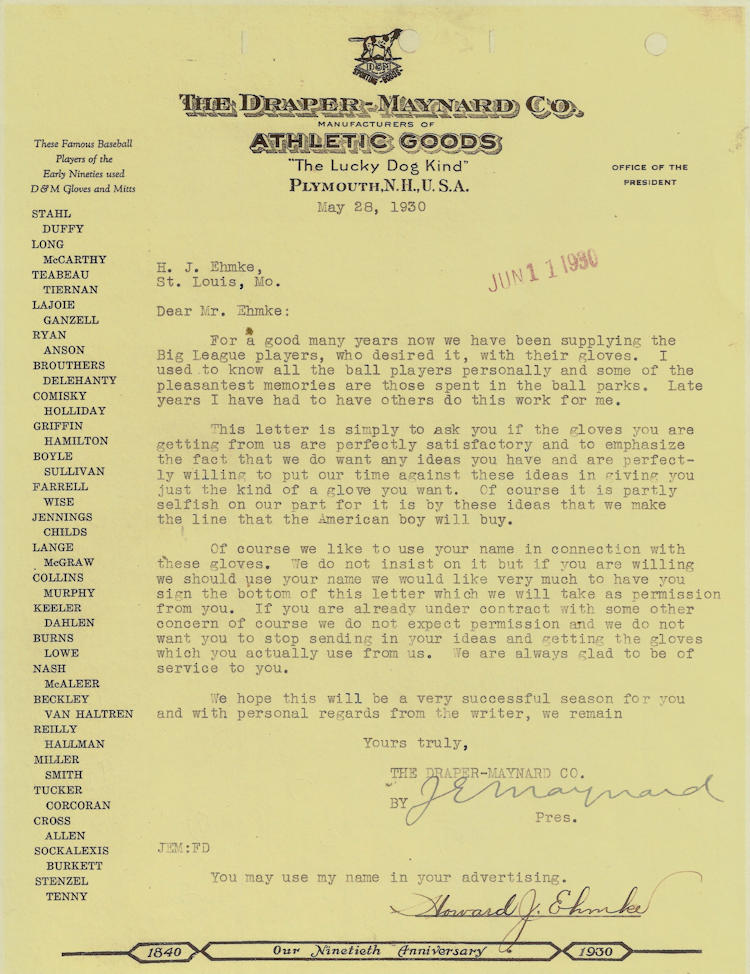 D&M
SPORTING-GOODS
THE DRAPER-MAYNARD CO.
MANUFACTURERS OF
ATHLETIC GOODS
"The Lucky Dog Kind"
PLYMOUTH, N.H., U.S.A.
OFFICE OF THE
PRESIDENT
These Famous Baseball
Players of the
Early Nineties used
D&M Gloves and Mitts
STAHL
DUFFY
LONG
McCARTHY
TEABEAU
TIERNAN
LAJOIE
GANZELL
RYAN
ANSON
BROUTHERS
DELEHANTY
COMISKY
HOLLIDAY
GRIFFIN
HAMILTON
BOYLE
SULLIVAN
FARRELL
WISE
JENNINGS
CHILDS
LANGE
McGRAW
COLLINS
MURPHY
KEELER
DAHLEN
BURNS
LOWE
NASH
McALEER
BECKLEY
VAN HALTREN
REILLY
HALLMAN
MILLER
SMITH
TUCKER
CORCORAN
CROSS
ALLEN
SOCKALEXIS
BURKETT
STENZEL
TENNY
May 28, 1930
H. J. Ehmke,
St. Louis, Mo.
JUN 11 1930
Dear Mr. Ehmke:
For a good many years now we have been supplying the
Big League players, who desired it, with their gloves. I
used to know all the ball players personally and some of the
pleasantest memories are those spent in the ball parks. Late
years I have had to have others do this work for me.
This letter is simply to ask you if the gloves you are
getting from us are perfectly satisfactory and to emphasize
the fact that we do want any ideas you have and are perfect-
ly willing to put our time against these ideas in giving you
just the kind of a glove you want. Of course it is partly
selfish on our part for it is by these ideas that we make
the line that the American boy will buy.
Of course we like to use your name in connection with
these gloves. We do not insist on it but if you are willing
we should use your name we would like very much to have you
sign the bottom of this letter which we will take as permission
from you. If you are already under contract with some other
concern of course we do not expect permission and we do not
want you to stop sending in your ideas and getting the gloves
which you actually use from us. We are always glad to be of
service to you.
We hope this will be a very successful season for you
and with personal regards from the writer, we remain
Yours truly,
THE DRAPER-MAYNARD CO.
BY J E Maynard
Pres.
JEM:FD
You may use my name in your advertising.
Howard J. Ehmke
1840 Our Ninetieth Anniversary 1930